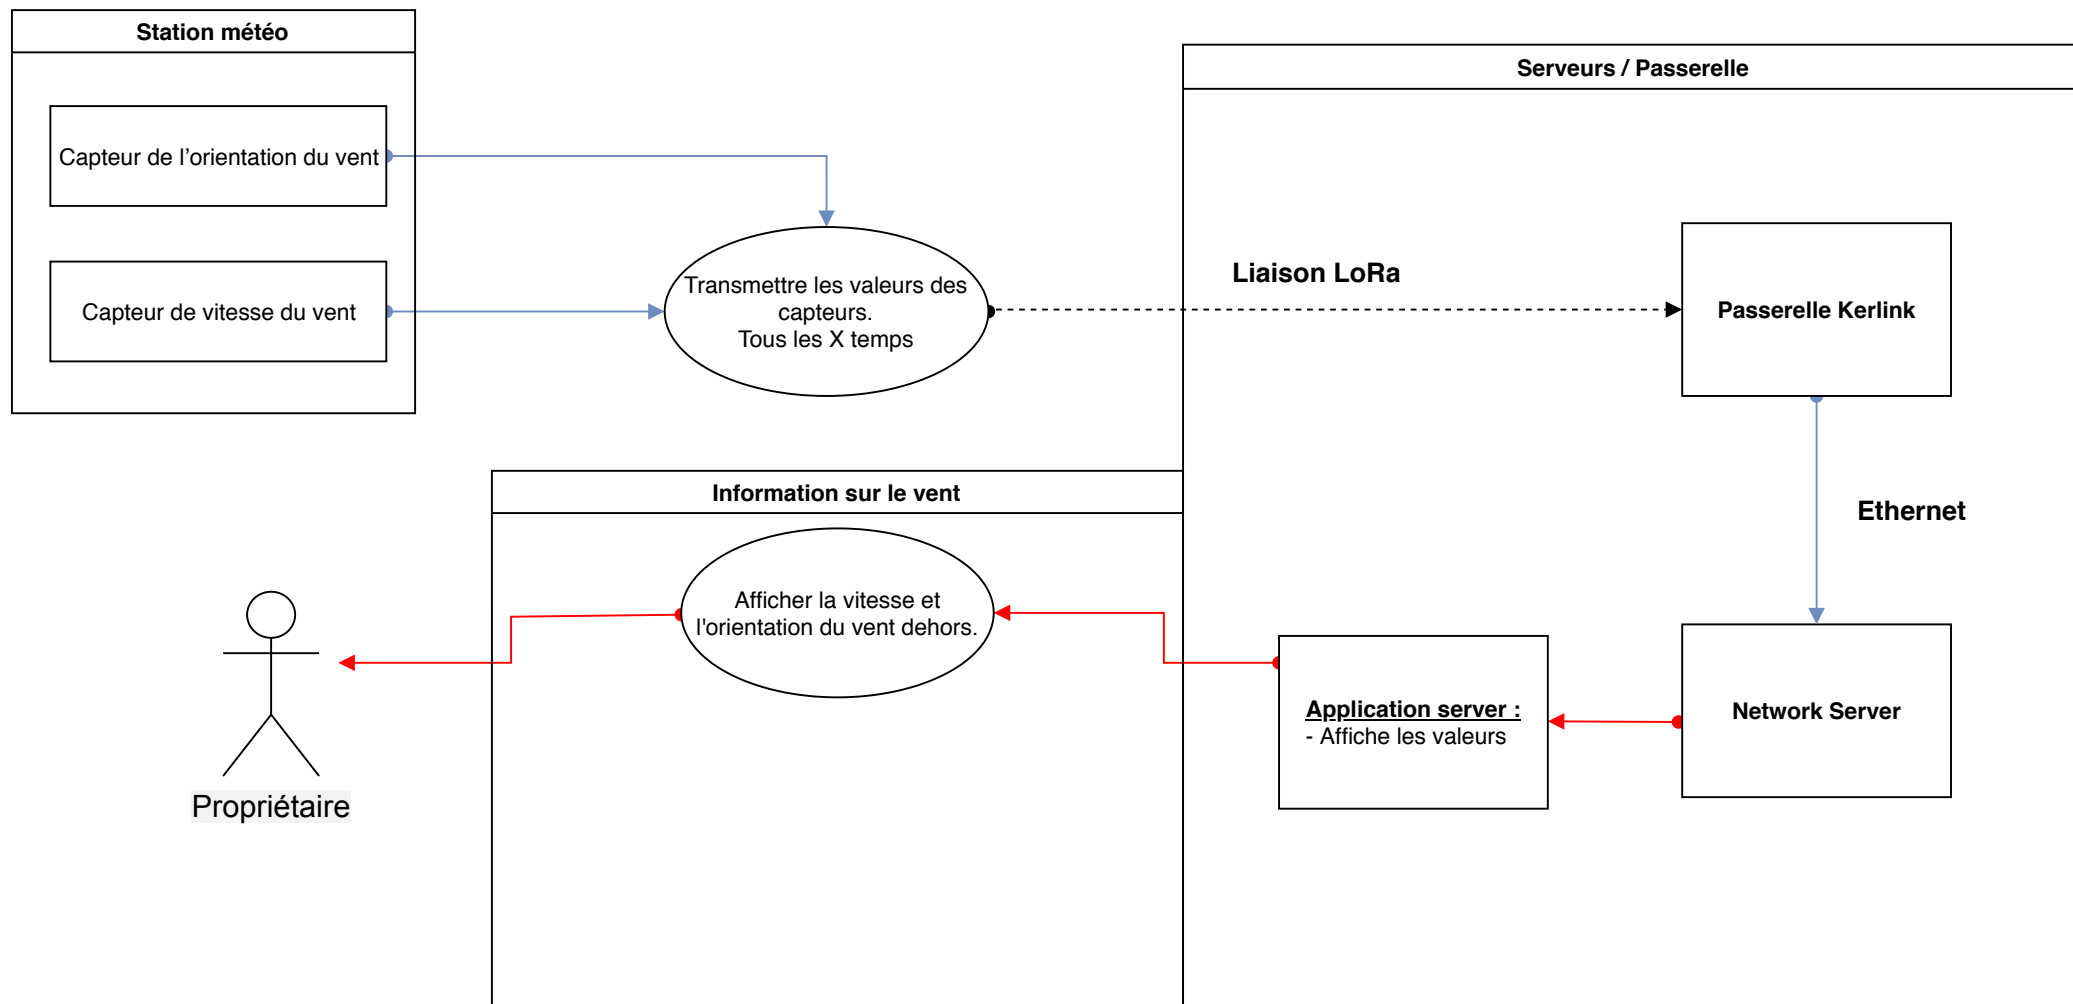 Station météo
Serveurs / Passerelle
Capteur de l’orientation du vent
Capteur de vitesse du vent
Transmettre les valeurs des
capteurs.
Tous les X temps
Liaison LoRa
Passerelle Kerlink
Ethernet
Information sur le vent
Afficher la vitesse et
l'orientation du vent dehors.
Application server :
- Affiche les valeurs
Network Server
Propriétaire